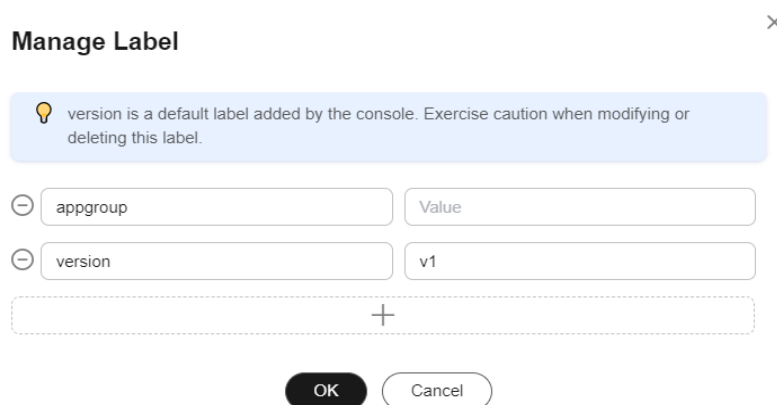 Manage Label
version is a default label added by the console. Exercise caution when modifying or
deleting this label.
appgroup Value
version v1
OK Cancel